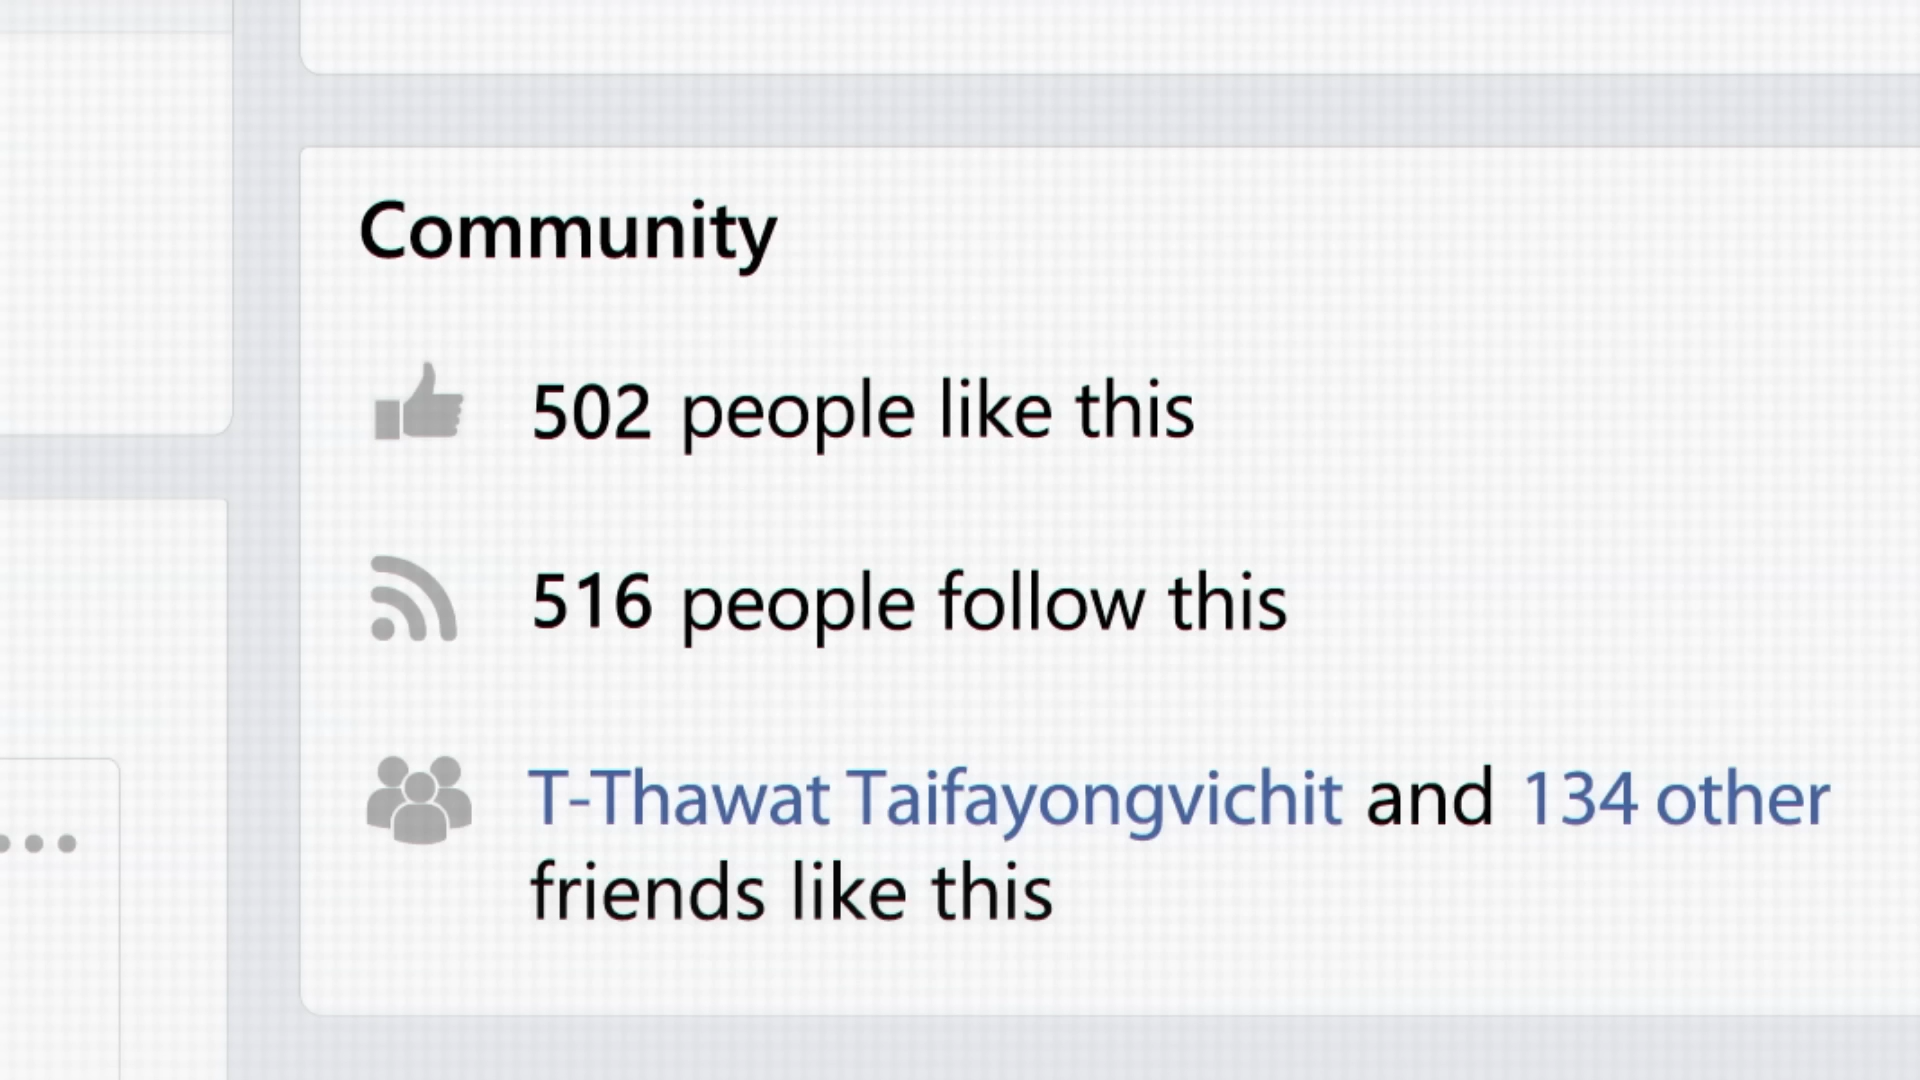 Community
502 people like this
516 people follow this
T-Thawat Taifayongvichit and 134 other
friends like this